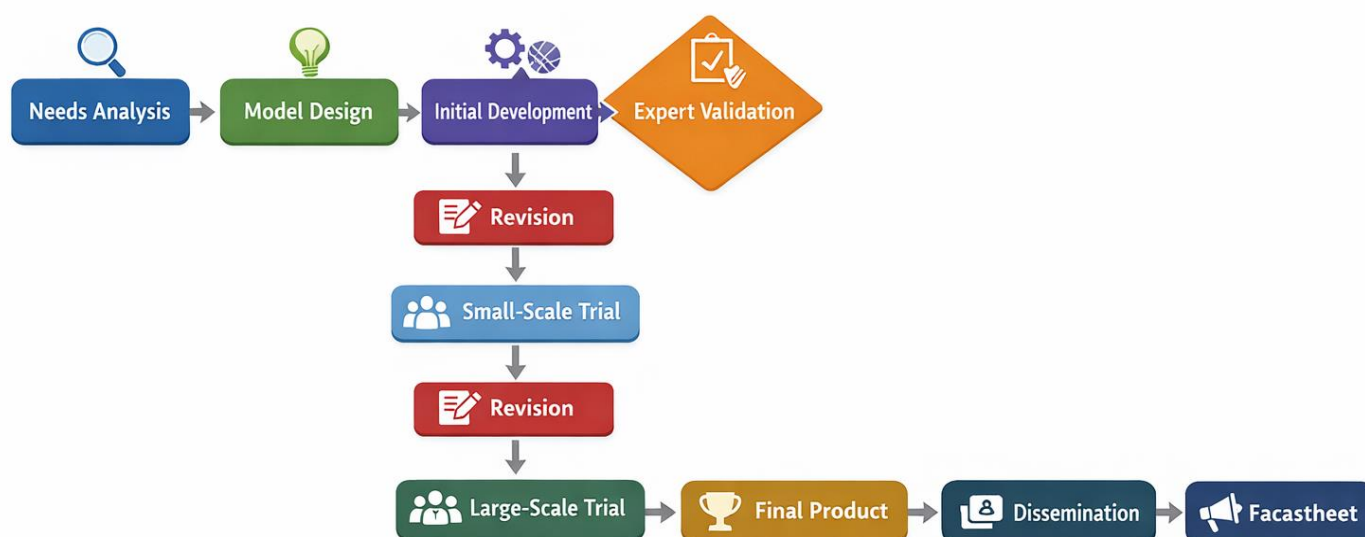 Needs Analysis
Model Design
Initial Development
Expert Validation
Revision
Small-Scale Trial
Revision
Large-Scale Trial
Final Product
Dissemination
Facastheet